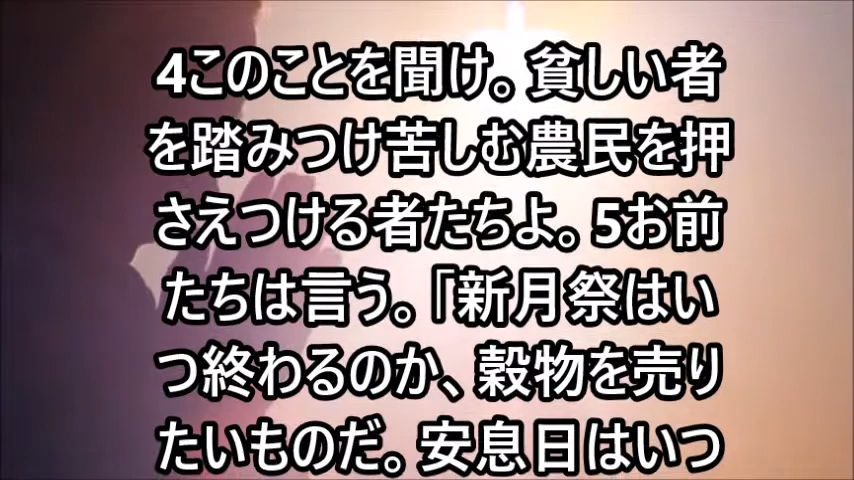 4このことを聞け。貧しい者
を踏みつけ苦しむ農民を押
さえつける者たちよ。5お前
たちは言う。「新月祭はい
つ終わるのか、穀物を売り
たいものだ。安息日はいつ